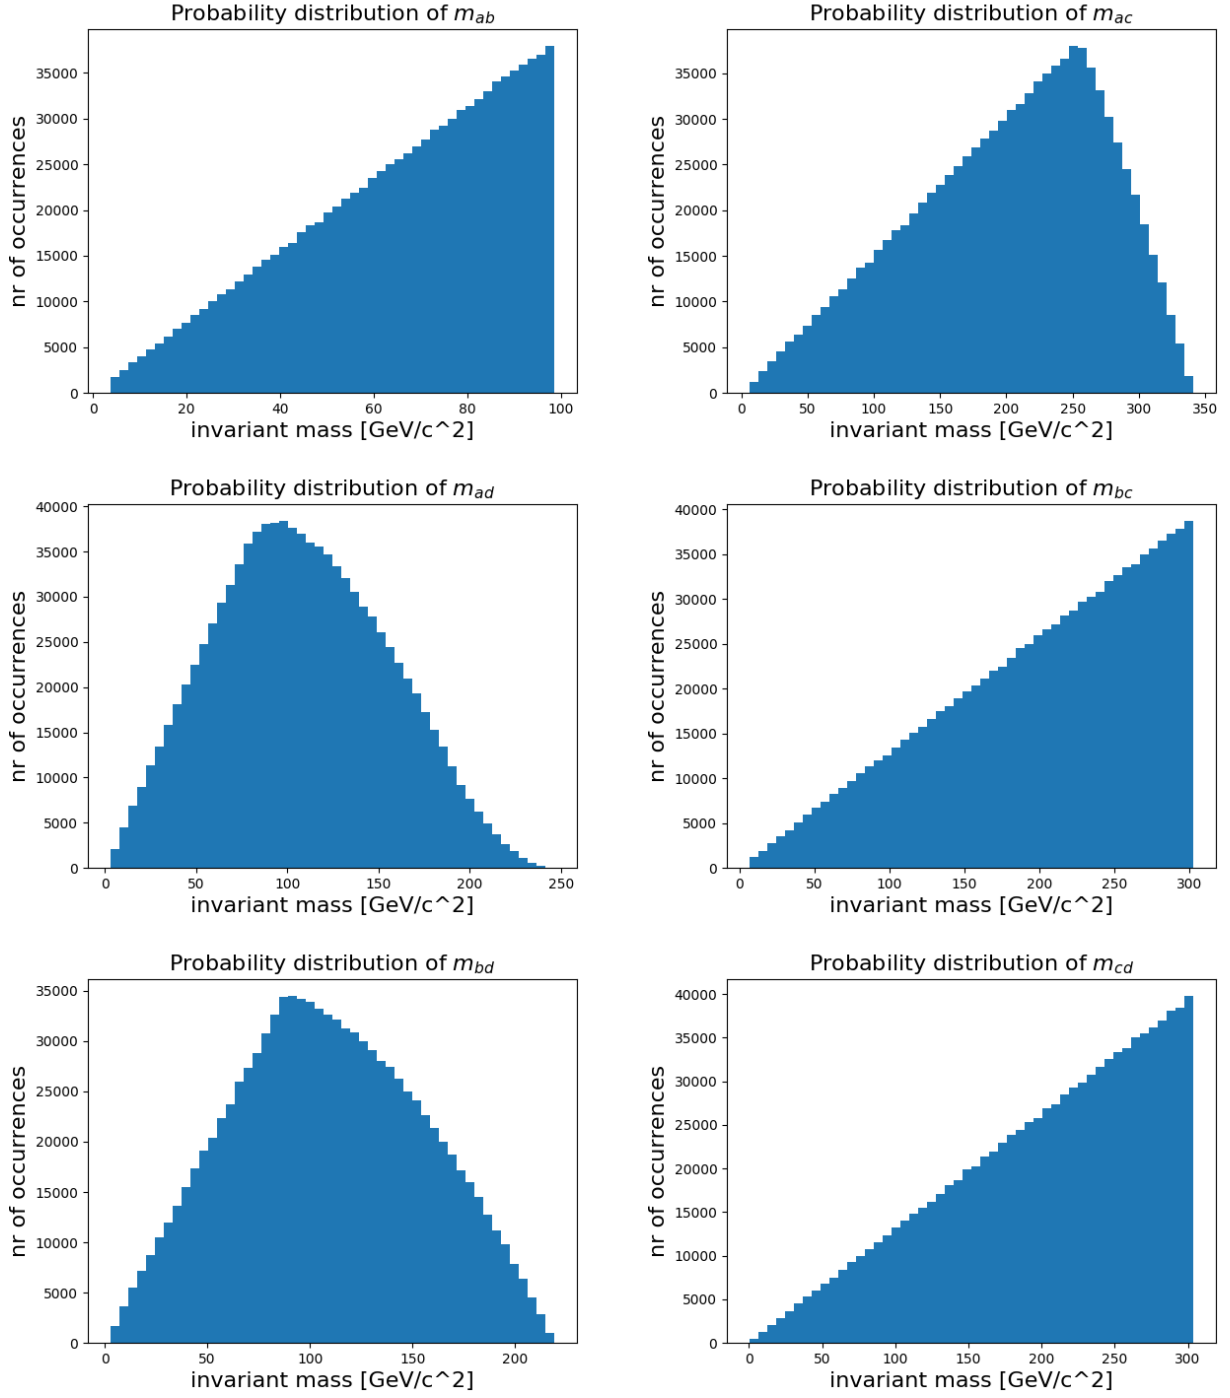 Probability distribution of m_ab
nr of occurrences
35000
30000
25000
20000
15000
10000
5000
0
0 20 40 60 80 100
invariant mass [GeV/c^2]
Probability distribution of m_ac
nr of occurrences
35000
30000
25000
20000
15000
10000
5000
0
0 50 100 150 200 250 300 350
invariant mass [GeV/c^2]
Probability distribution of m_ad
nr of occurrences
40000
35000
30000
25000
20000
15000
10000
5000
0
0 50 100 150 200 250
invariant mass [GeV/c^2]
Probability distribution of m_bc
nr of occurrences
40000
35000
30000
25000
20000
15000
10000
5000
0
0 50 100 150 200 250 300
invariant mass [GeV/c^2]
Probability distribution of m_bd
nr of occurrences
35000
30000
25000
20000
15000
10000
5000
0
0 50 100 150 200
invariant mass [GeV/c^2]
Probability distribution of m_cd
nr of occurrences
40000
35000
30000
25000
20000
15000
10000
5000
0
0 50 100 150 200 250 300
invariant mass [GeV/c^2]